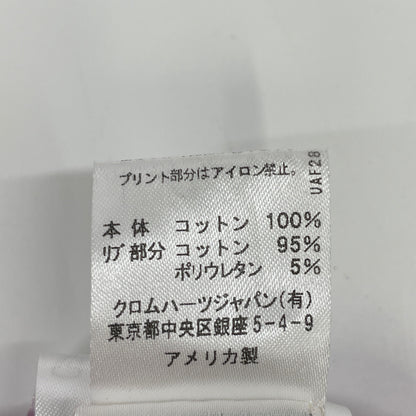 プリント部分はアイロン禁止。
UAF28
本体 コットン 100%
ﾘﾌﾞ部分 コットン 95%
ポリウレタン 5%
クロムハーツジャパン(有)
東京都中央区銀座5-4-9
アメリカ製